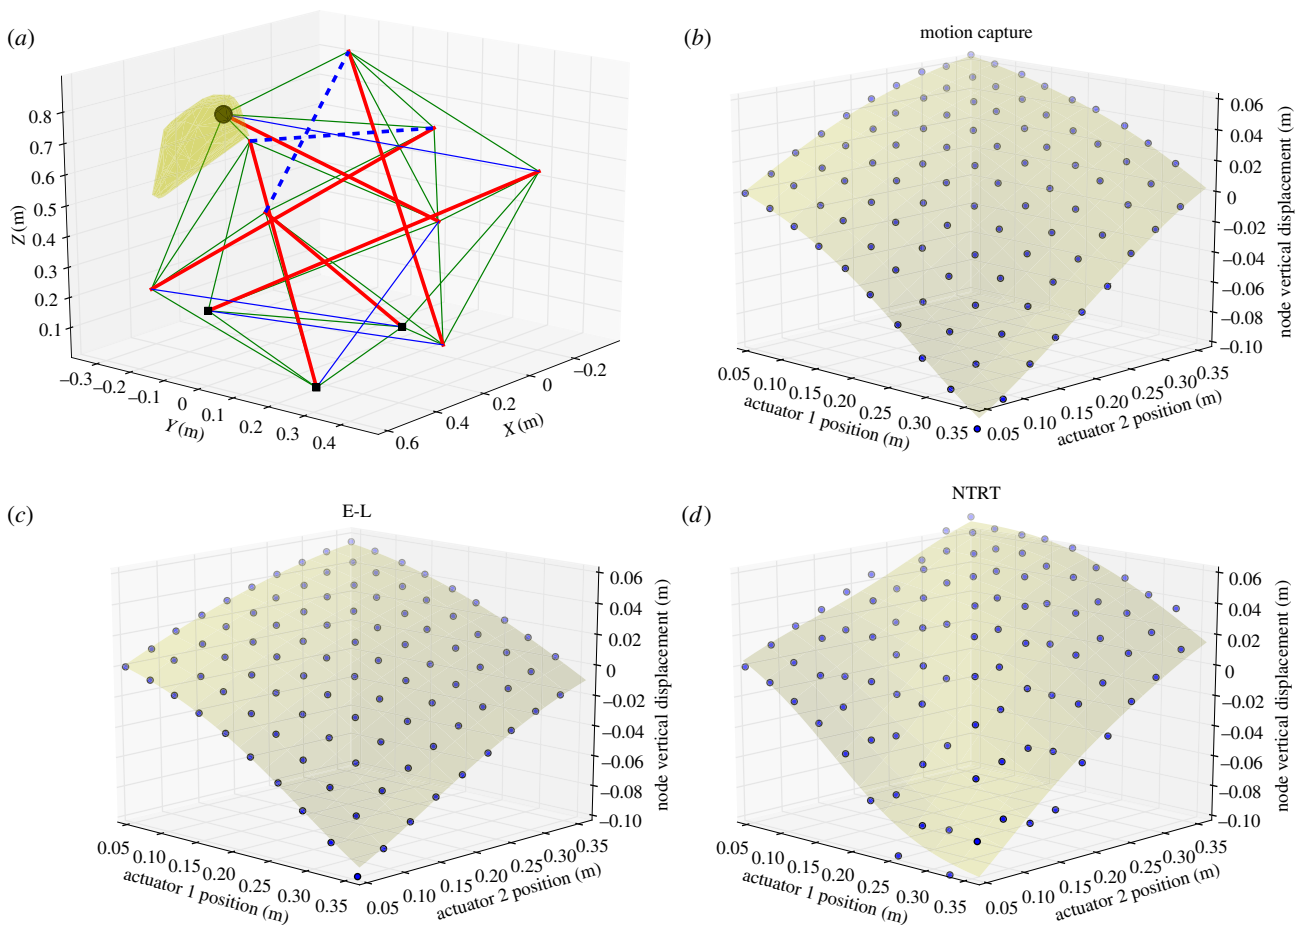 (a)
0.8
0.7
0.6
0.5
0.4
0.3
0.2
0.1
Z (m)
−0.3 −0.2 −0.1 0 0.1 0.2 0.3 0.4
Y (m)
0.6 0.4 0.2 0 −0.2
X (m)
(b)
motion capture
0.06
0.04
0.02
0
−0.02
−0.04
−0.06
−0.08
−0.10
node vertical displacement (m)
0.05 0.10 0.15 0.20 0.25 0.30 0.35
actuator 1 position (m)
0.05 0.10 0.15 0.20 0.25 0.30 0.35
actuator 2 position (m)
(c)
E-L
0.06
0.04
0.02
0
−0.02
−0.04
−0.06
−0.08
−0.10
node vertical displacement (m)
0.05 0.10 0.15 0.20 0.25 0.30 0.35
actuator 1 position (m)
0.05 0.10 0.15 0.20 0.25 0.30 0.35
actuator 2 position (m)
(d)
NTRT
0.06
0.04
0.02
0
−0.02
−0.04
−0.06
−0.08
−0.10
node vertical displacement (m)
0.05 0.10 0.15 0.20 0.25 0.30 0.35
actuator 1 position (m)
0.05 0.10 0.15 0.20 0.25 0.30 0.35
actuator 2 position (m)